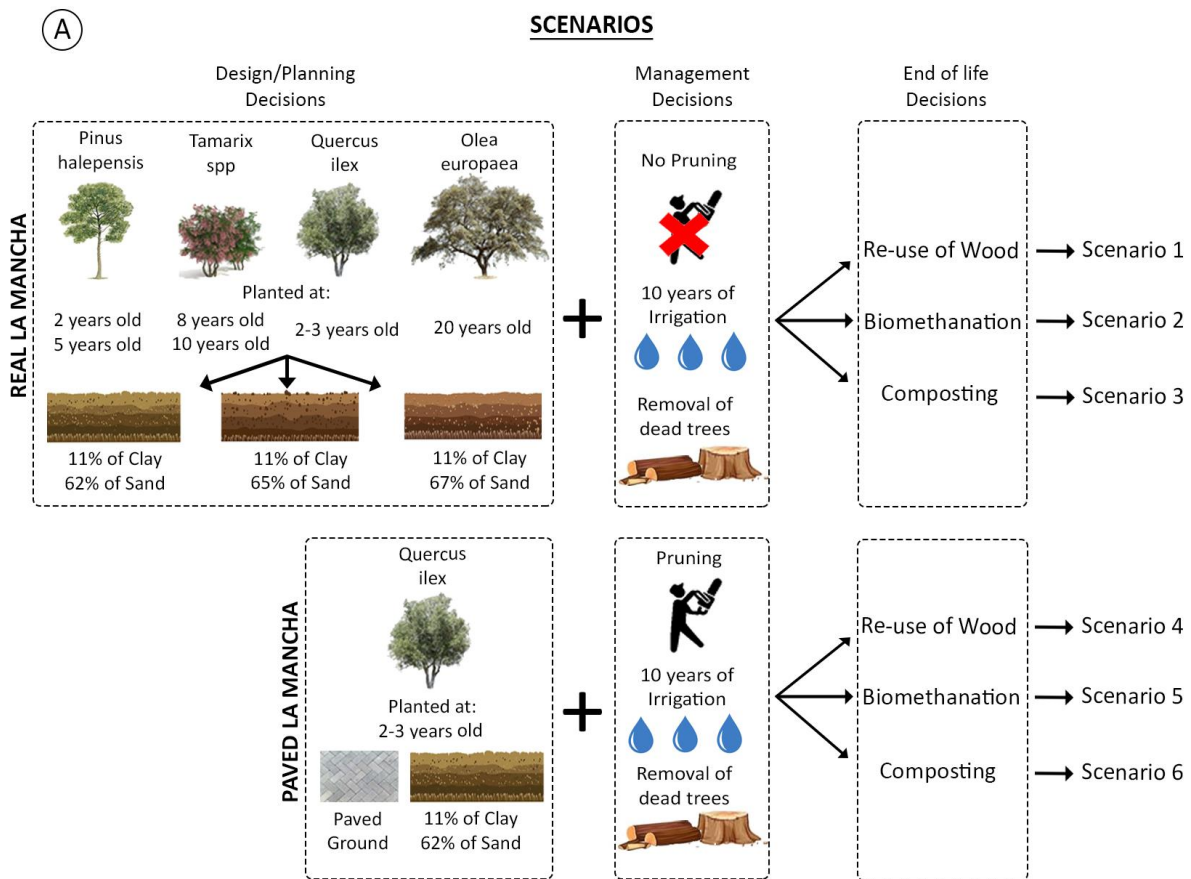 A
SCENARIOS
Design/Planning
Decisions
Management
Decisions
End of life
Decisions
REAL LA MANCHA
Pinus
halepensis
Tamarix
spp
Quercus
ilex
Olea
europaea
Planted at:
2 years old
5 years old
8 years old
10 years old
2-3 years old
20 years old
11% of Clay
62% of Sand
11% of Clay
65% of Sand
11% of Clay
67% of Sand
No Pruning
10 years of
Irrigation
Removal of
dead trees
Re-use of Wood
Scenario 1
Biomethanation
Scenario 2
Composting
Scenario 3
PAVED LA MANCHA
Quercus
ilex
Planted at:
2-3 years old
Paved
Ground
11% of Clay
62% of Sand
Pruning
10 years of
Irrigation
Removal of
dead trees
Re-use of Wood
Scenario 4
Biomethanation
Scenario 5
Composting
Scenario 6